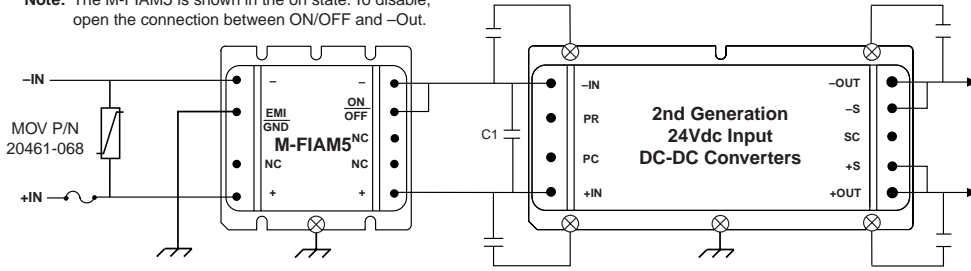 Note: The M-FIAM5 is shown in the on state. To disable,
open the connection between ON/OFF and –Out.
–IN
MOV P/N
20461-068
+IN
–
EMI
GND
NC
+
M-FIAM5
–
ON
OFF
NC
NC
+
C1
–IN
PR
PC
+IN
2nd Generation
24Vdc Input
DC-DC Converters
–OUT
–S
SC
+S
+OUT